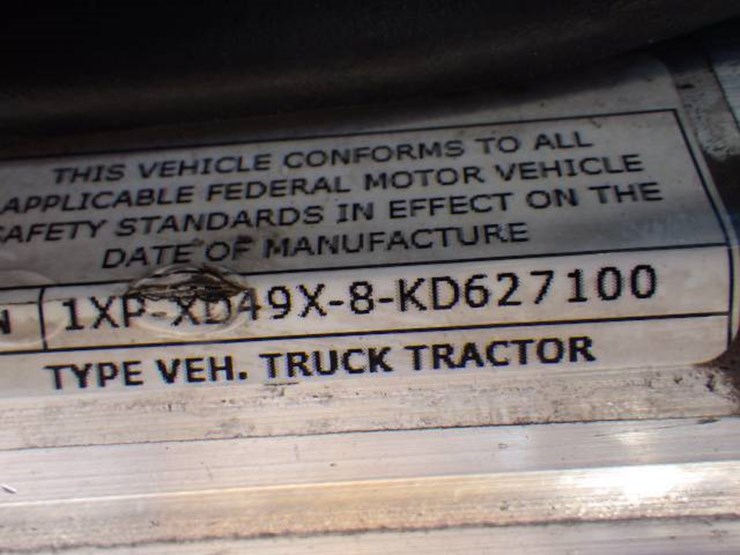 THIS VEHICLE CONFORMS TO ALL
APPLICABLE FEDERAL MOTOR VEHICLE
SAFETY STANDARDS IN EFFECT ON THE
DATE OF MANUFACTURE
N 1XP-XD49X-8-KD627100
TYPE VEH. TRUCK TRACTOR